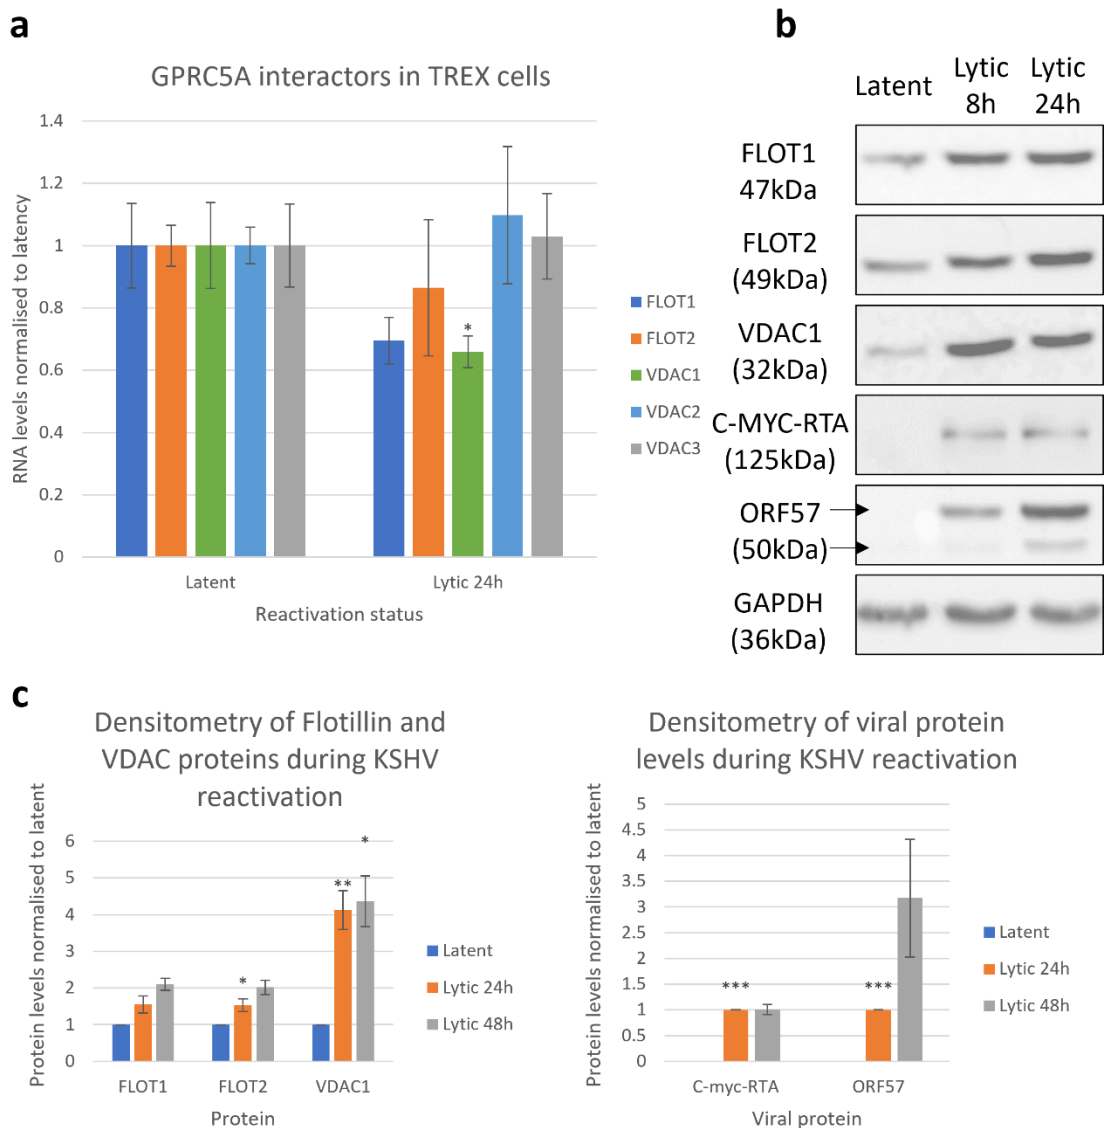 a
GPRC5A interactors in TREX cells
RNA levels normalised to latency
1.4
1.2
1
0.8
0.6
0.4
0.2
0
*
Latent
Lytic 24h
Reactivation status
FLOT1
FLOT2
VDAC1
VDAC2
VDAC3
b
Latent
Lytic
8h
Lytic
24h
FLOT1
47kDa
FLOT2
(49kDa)
VDAC1
(32kDa)
C-MYC-RTA
(125kDa)
ORF57
(50kDa)
GAPDH
(36kDa)
c
Densitometry of Flotillin and
VDAC proteins during KSHV
reactivation
Protein levels normalised to latent
6
5
4
3
2
1
0
*
**
*
FLOT1
FLOT2
VDAC1
Protein
Latent
Lytic 24h
Lytic 48h
Densitometry of viral protein
levels during KSHV reactivation
Protein levels normalised to latent
5
4.5
4
3.5
3
2.5
2
1.5
1
0.5
0
***
***
C-myc-RTA
ORF57
Viral protein
Latent
Lytic 24h
Lytic 48h